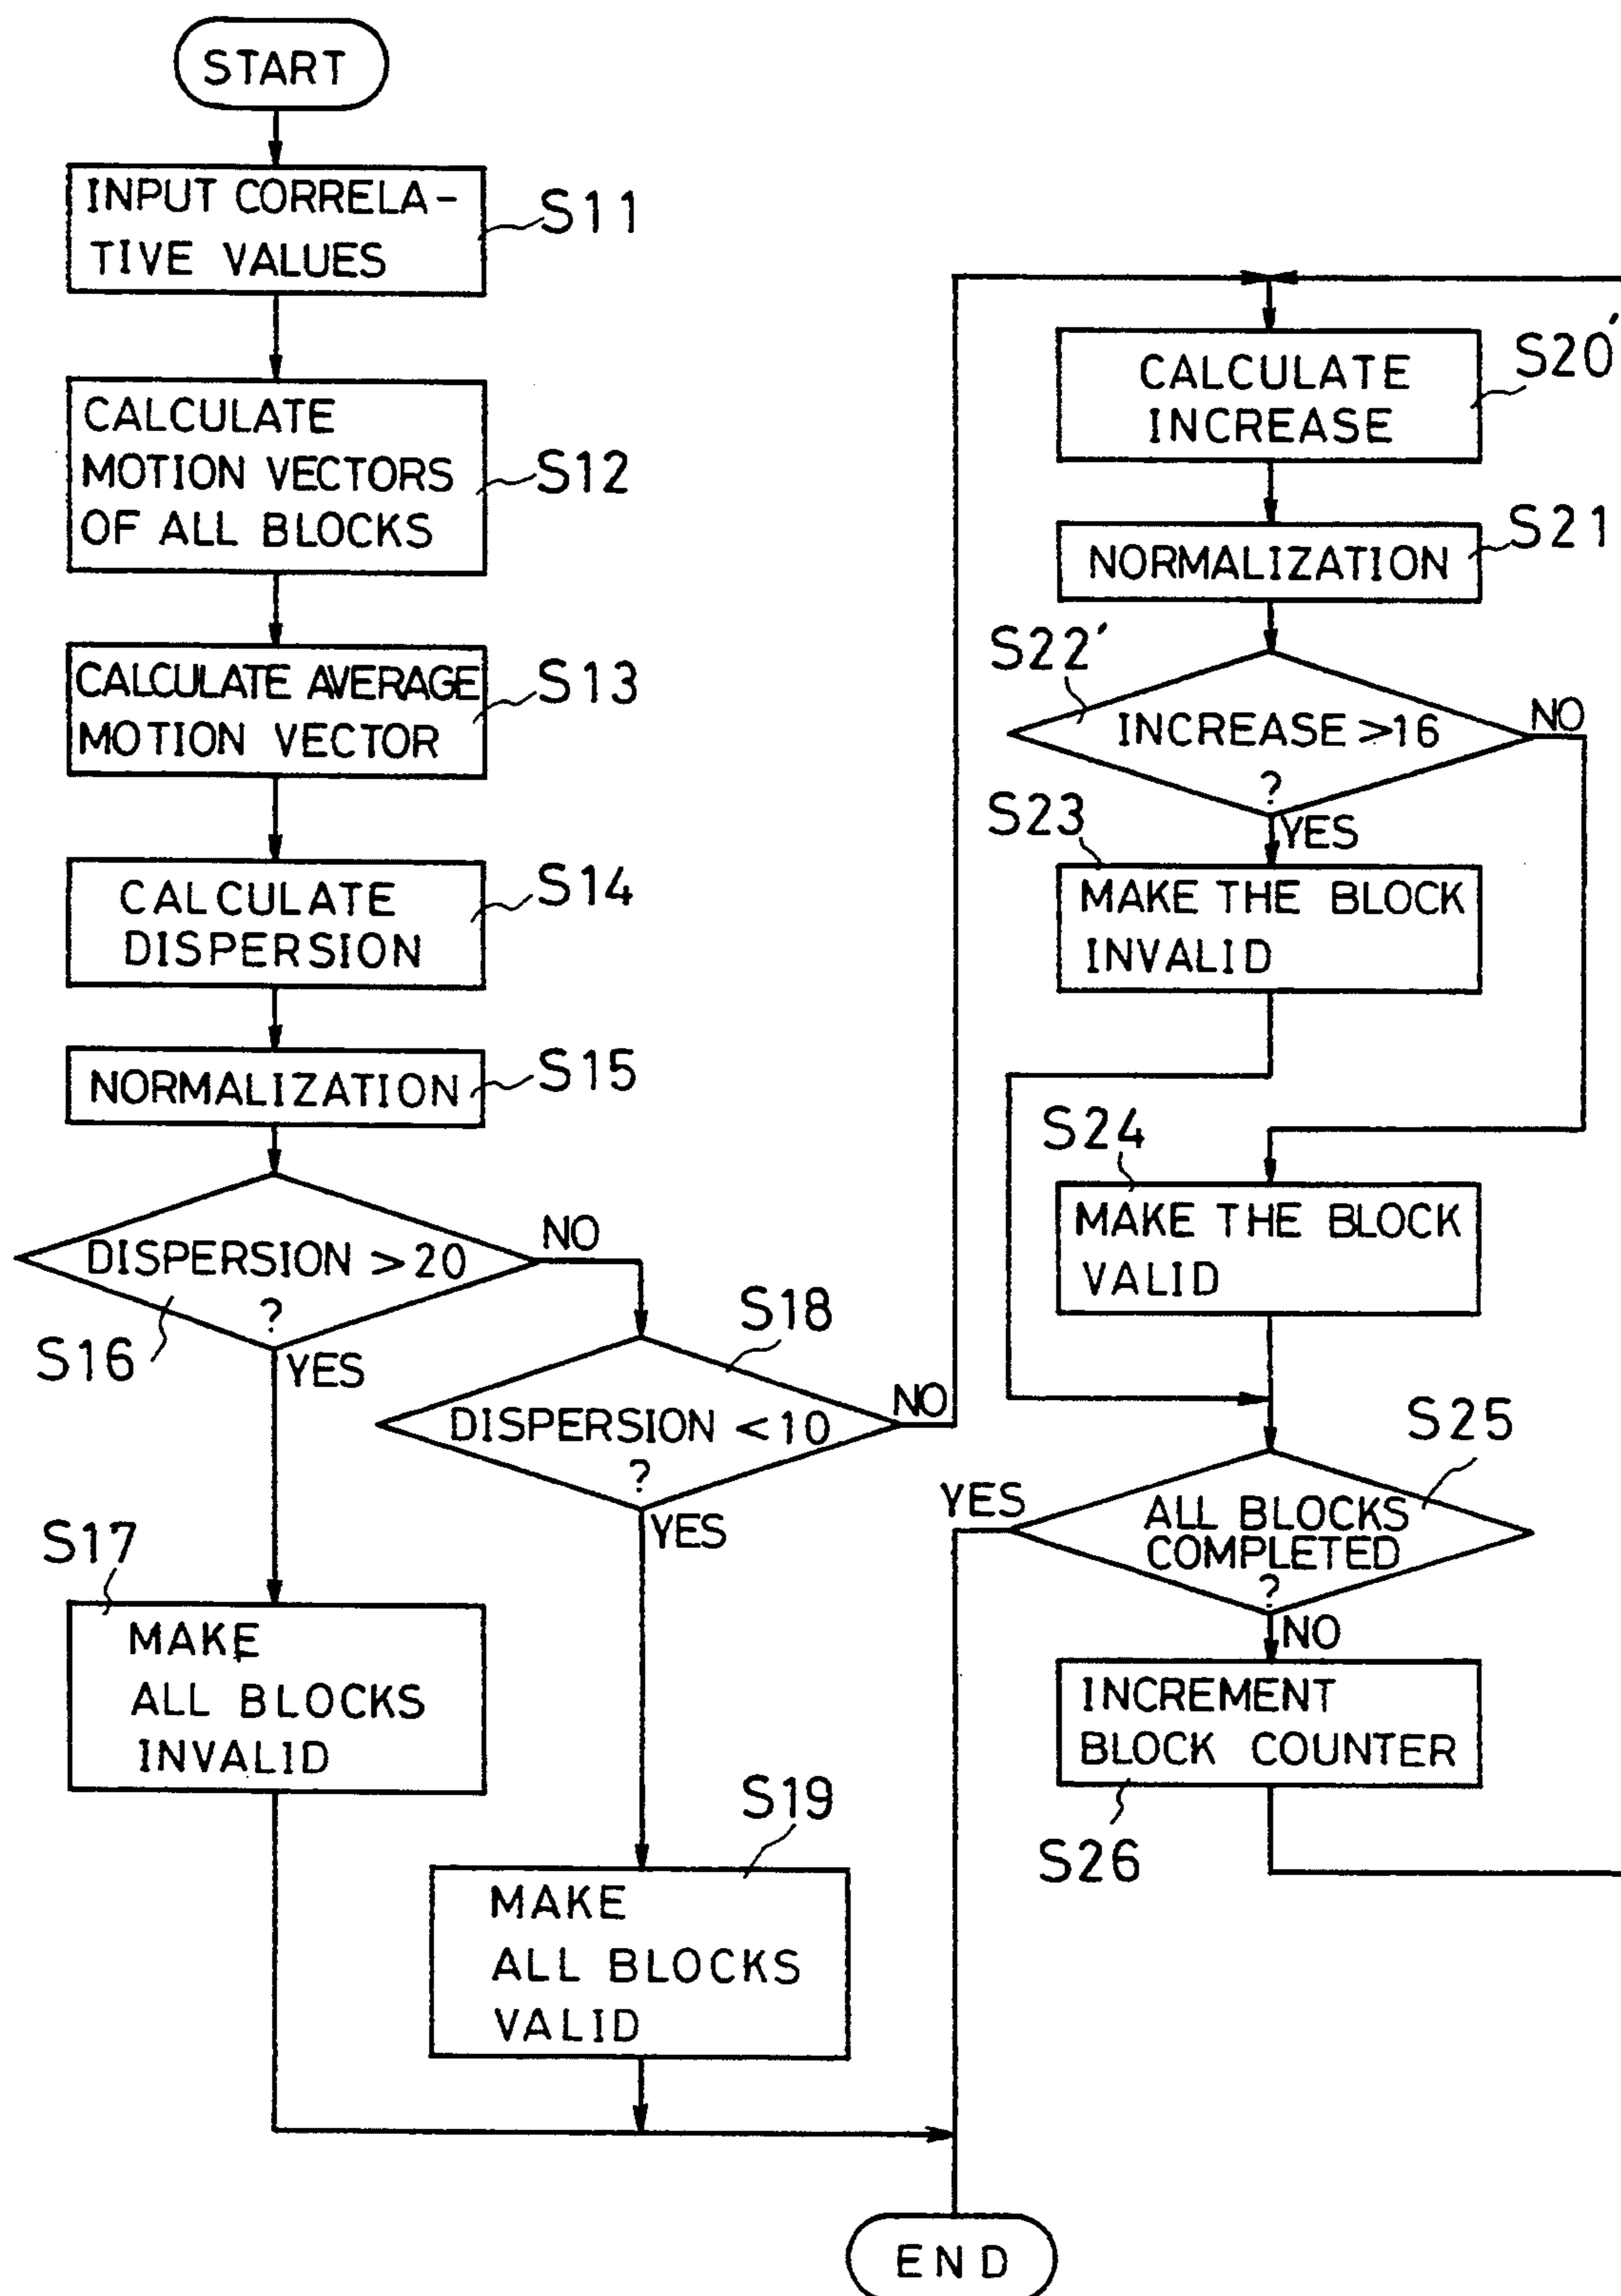 START
INPUT CORRELA-
TIVE VALUES
S11
CALCULATE
MOTION VECTORS
OF ALL BLOCKS
S12
CALCULATE AVERAGE
MOTION VECTOR
S13
CALCULATE
DISPERSION
S14
NORMALIZATION
S15
DISPERSION > 20
?
S16
NO
YES
S17
MAKE
ALL BLOCKS
INVALID
S18
DISPERSION < 10
?
NO
YES
S19
MAKE
ALL BLOCKS
VALID
CALCULATE
INCREASE
S20'
NORMALIZATION
S21
S22'
INCREASE >16
?
NO
YES
S23
MAKE THE BLOCK
INVALID
S24
MAKE THE BLOCK
VALID
S25
ALL BLOCKS
COMPLETED
?
YES
NO
INCREMENT
BLOCK COUNTER
S26
END